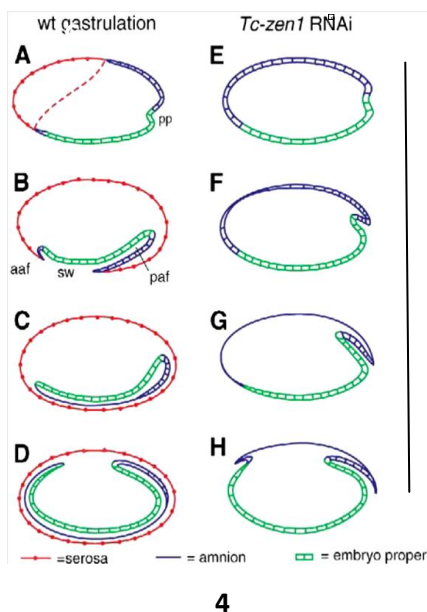 wt gastrulation
Tc-zen1 RNAi
A
E
pp
B
F
aaf
sw
paf
C
G
D
H
=serosa
= amnion
= embryo proper
4